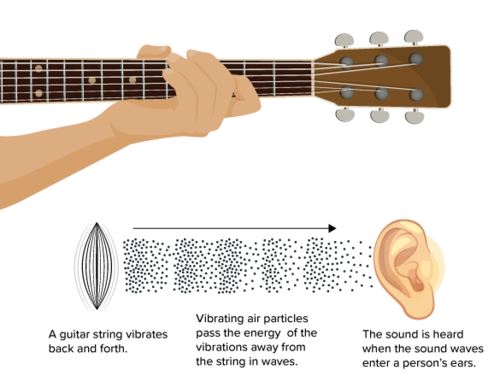 A guitar string vibrates
back and forth.
Vibrating air particles
pass the energy of the
vibrations away from
the string in waves.
The sound is heard
when the sound waves
enter a person's ears.